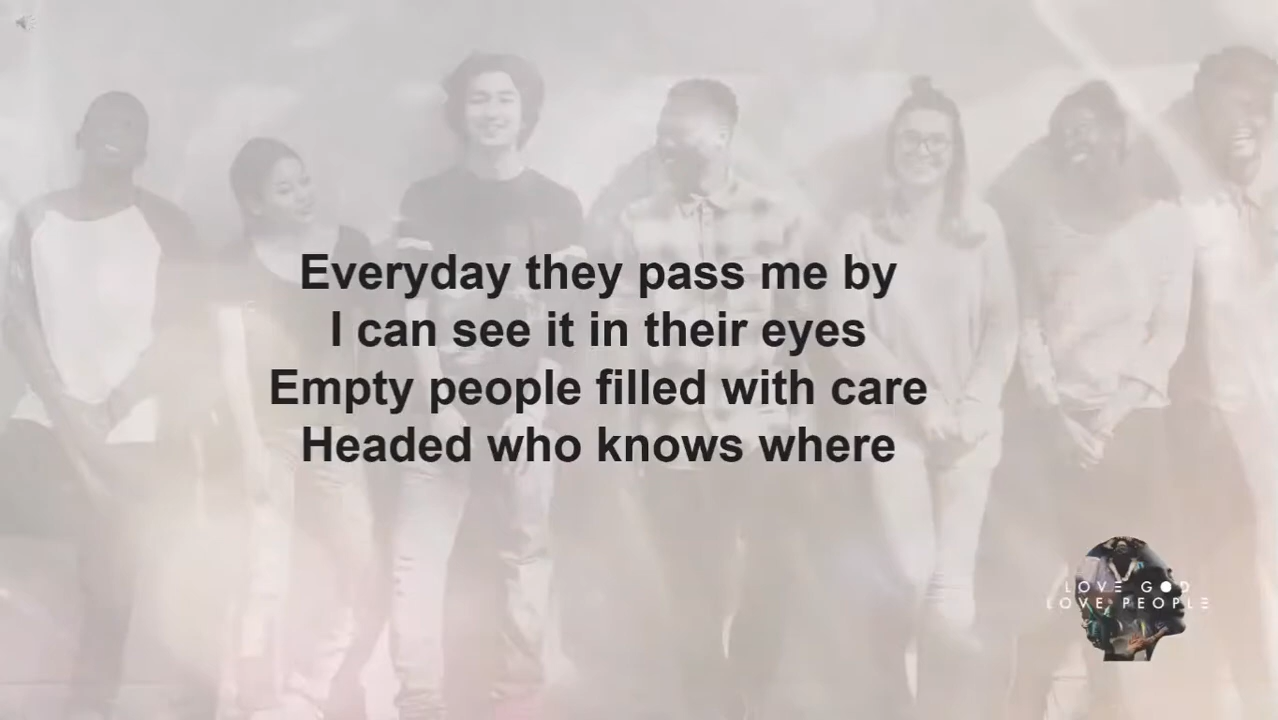 Everyday they pass me by
I can see it in their eyes
Empty people filled with care
Headed who knows where
LOVE GOD
LOVE PEOPLE